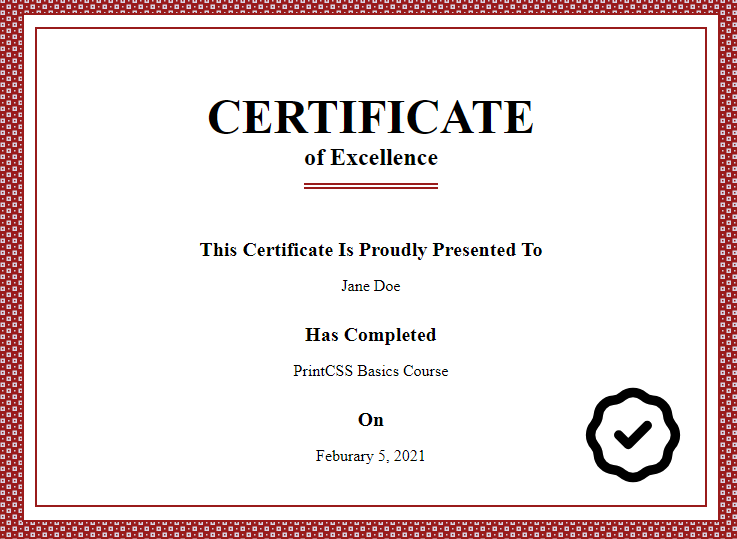 CERTIFICATE
of Excellence
This Certificate Is Proudly Presented To
Jane Doe
Has Completed
PrintCSS Basics Course
On
Feburary 5, 2021